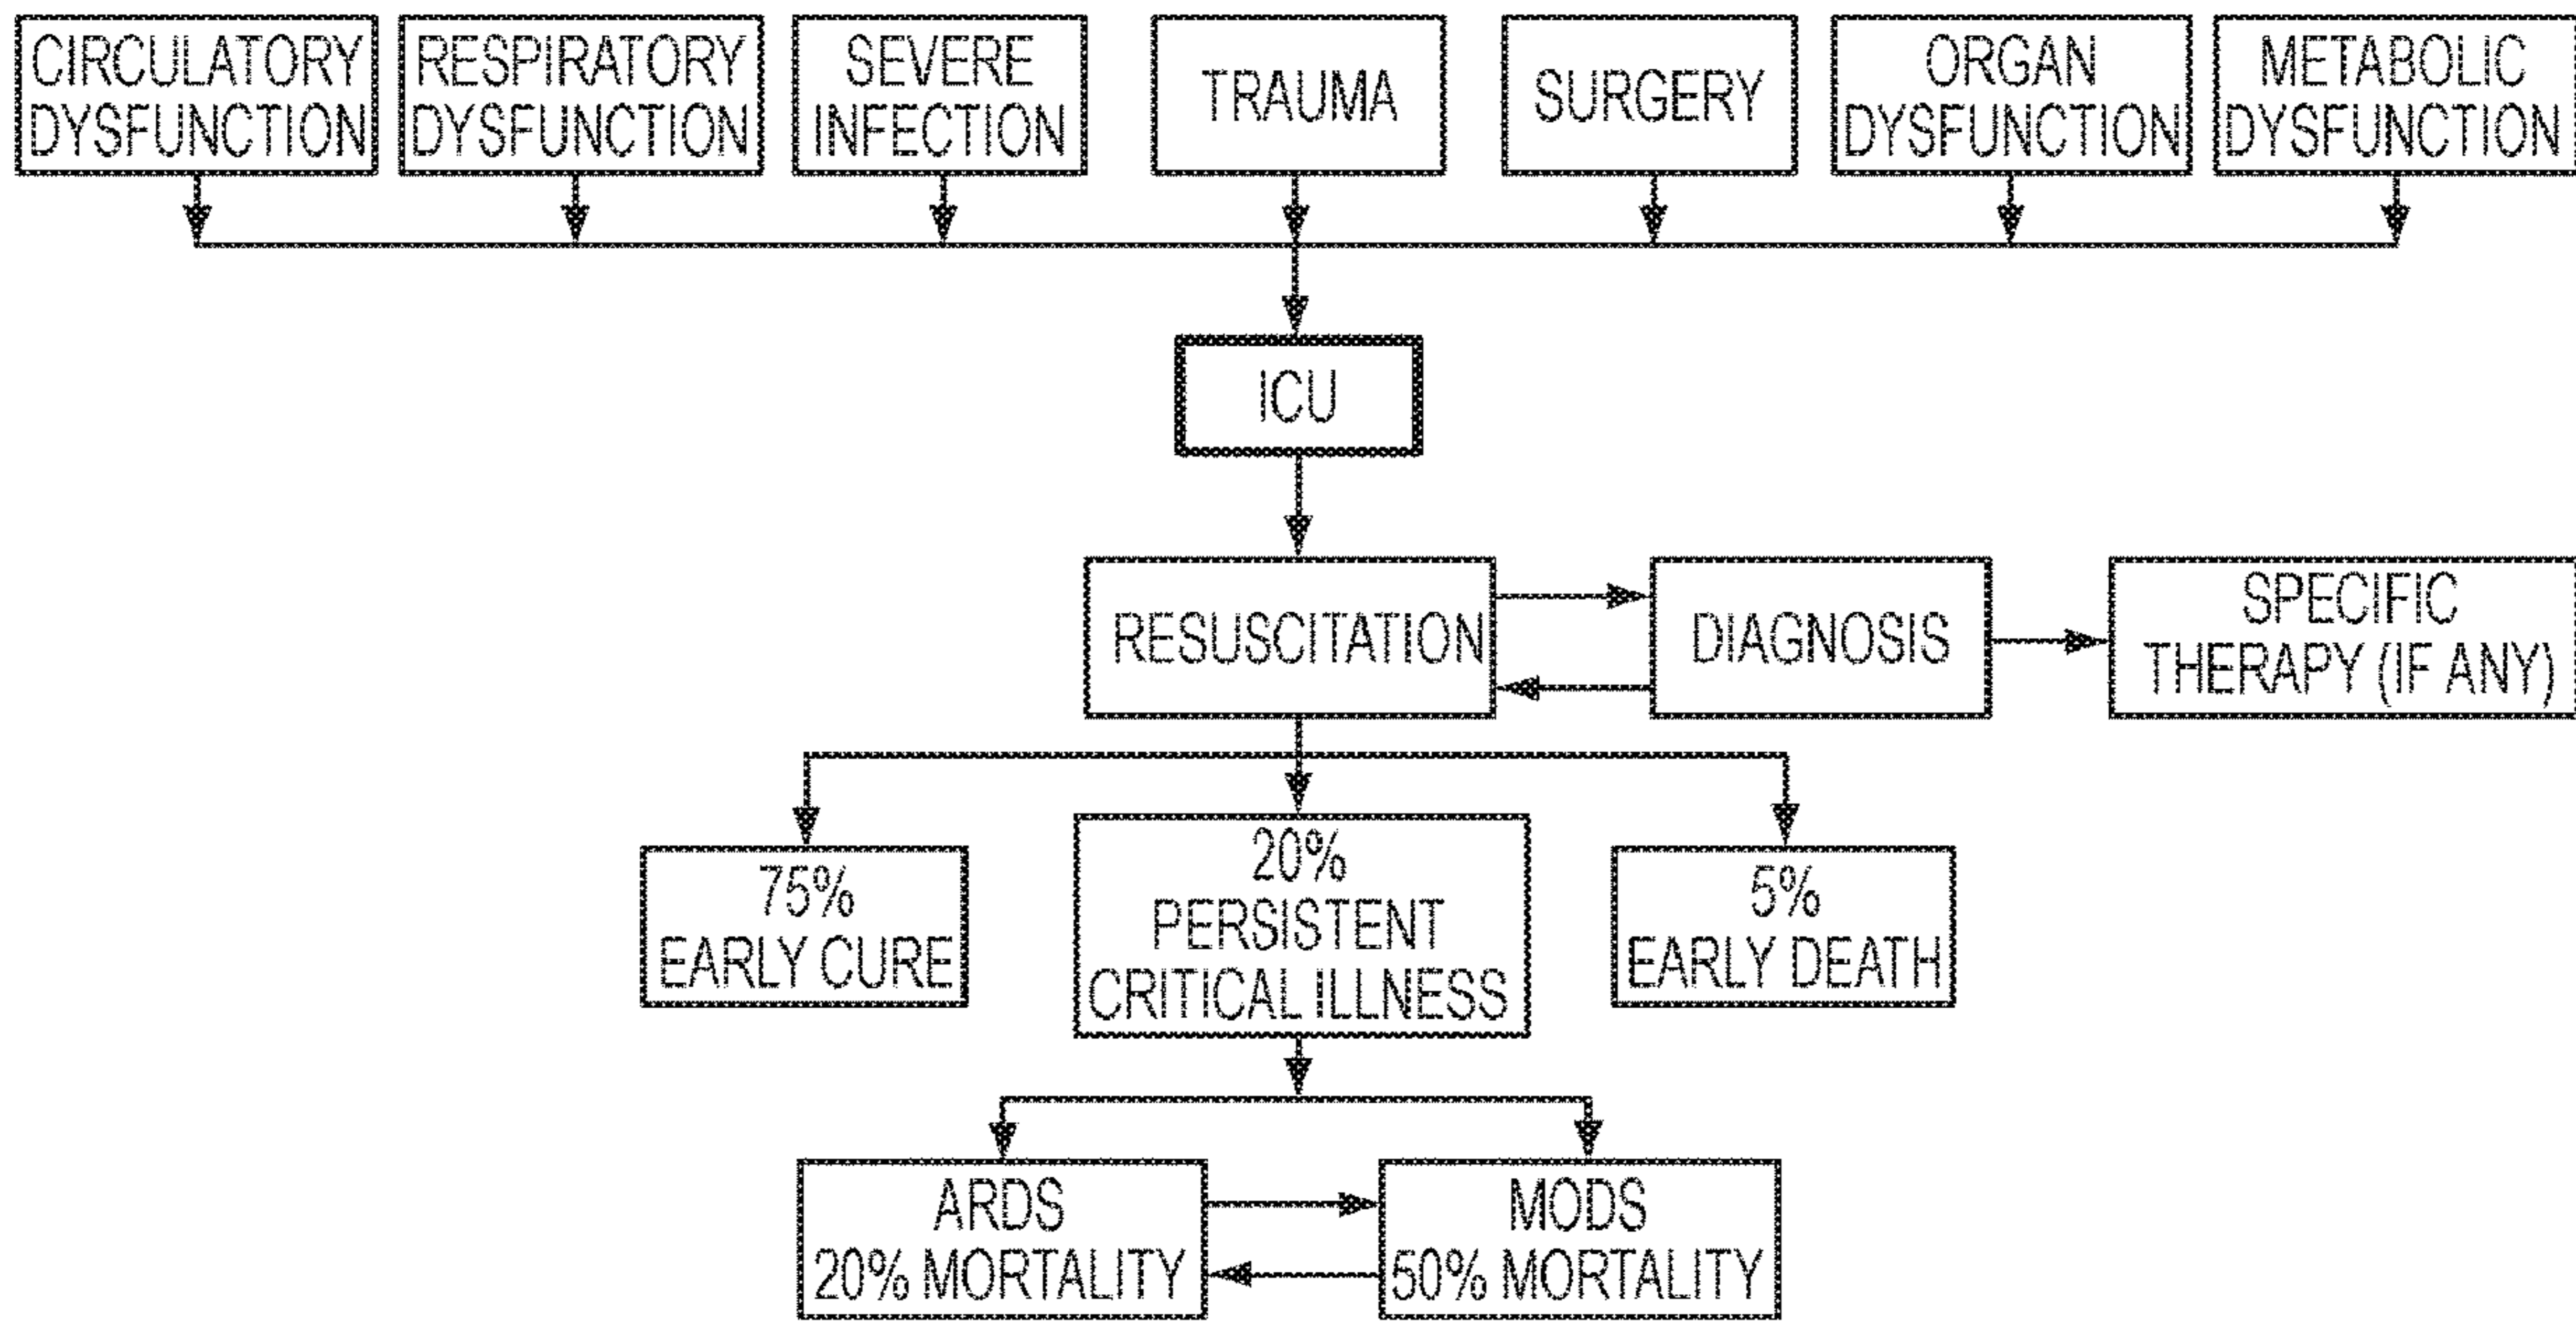 CIRCULATORY
DYSFUNCTION
RESPIRATORY
DYSFUNCTION
SEVERE
INFECTION
TRAUMA
SURGERY
ORGAN
DYSFUNCTION
METABOLIC
DYSFUNCTION
ICU
RESUSCITATION
DIAGNOSIS
SPECIFIC
THERAPY (IF ANY)
75%
EARLY CURE
20%
PERSISTENT
CRITICAL ILLNESS
5%
EARLY DEATH
ARDS
20% MORTALITY
MODS
50% MORTALITY